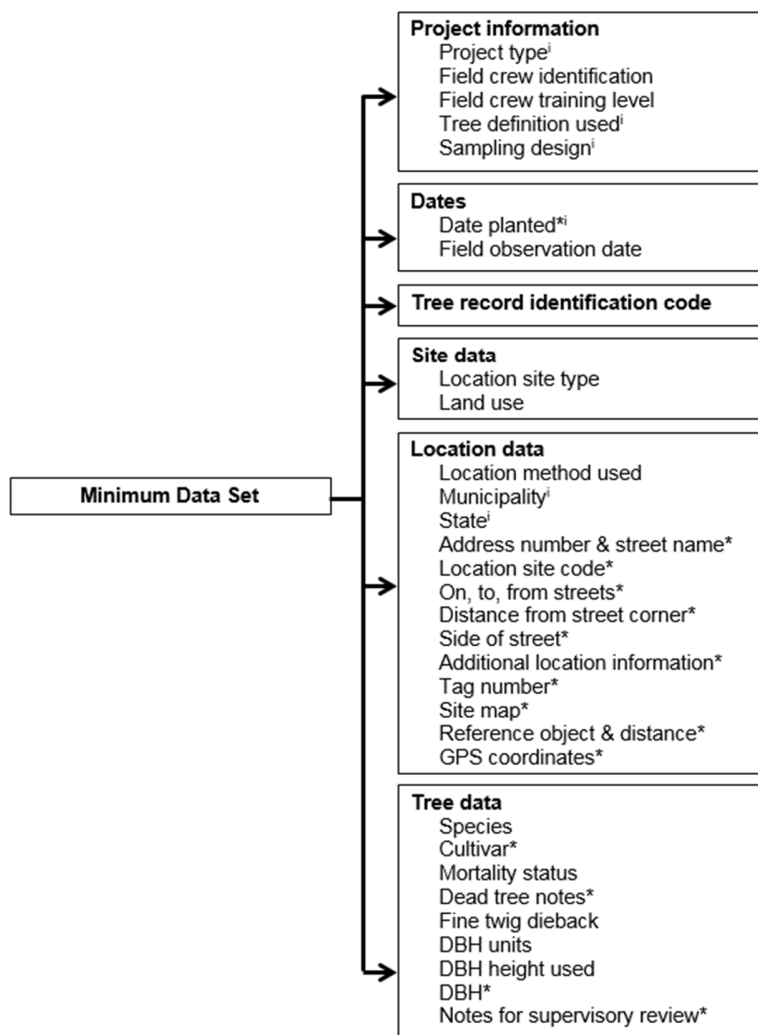 Project information
Project typeⁱ
Field crew identification
Field crew training level
Tree definition usedⁱ
Sampling designⁱ
Dates
Date planted*ⁱ
Field observation date
Tree record identification code
Site data
Location site type
Land use
Minimum Data Set
Location data
Location method used
Municipalityⁱ
Stateⁱ
Address number & street name*
Location site code*
On, to, from streets*
Distance from street corner*
Side of street*
Additional location information*
Tag number*
Site map*
Reference object & distance*
GPS coordinates*
Tree data
Species
Cultivar*
Mortality status
Dead tree notes*
Fine twig dieback
DBH units
DBH height used
DBH*
Notes for supervisory review*